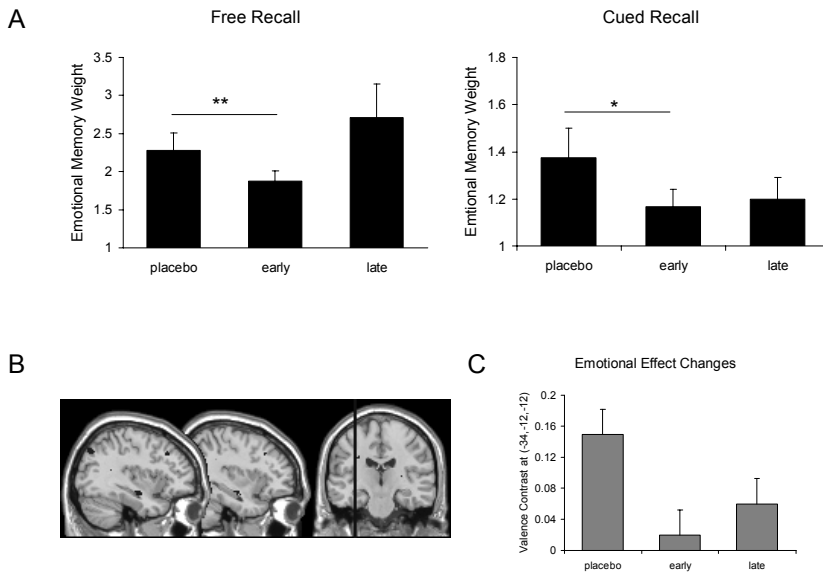 A
Free Recall
Emotional Memory Weight
3.5
3
2.5
2
1.5
1
**
placebo early late
Cued Recall
Emtional Memory Weight
1.8
1.6
1.4
1.2
1
*
placebo early late
B
C
Emotional Effect Changes
Valence Contrast at (-34,-12,-12)
0.2
0.16
0.12
0.08
0.04
0
placebo early late